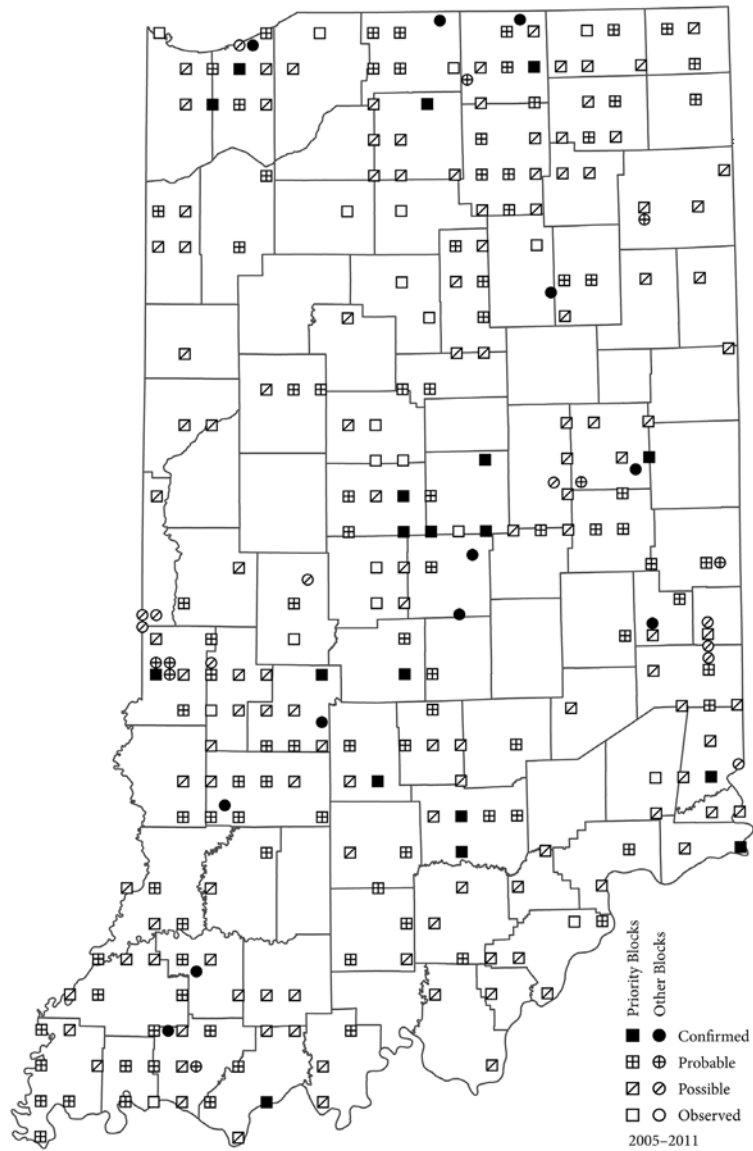 Priority Blocks
Other Blocks
Confirmed
Probable
Possible
Observed
2005–2011